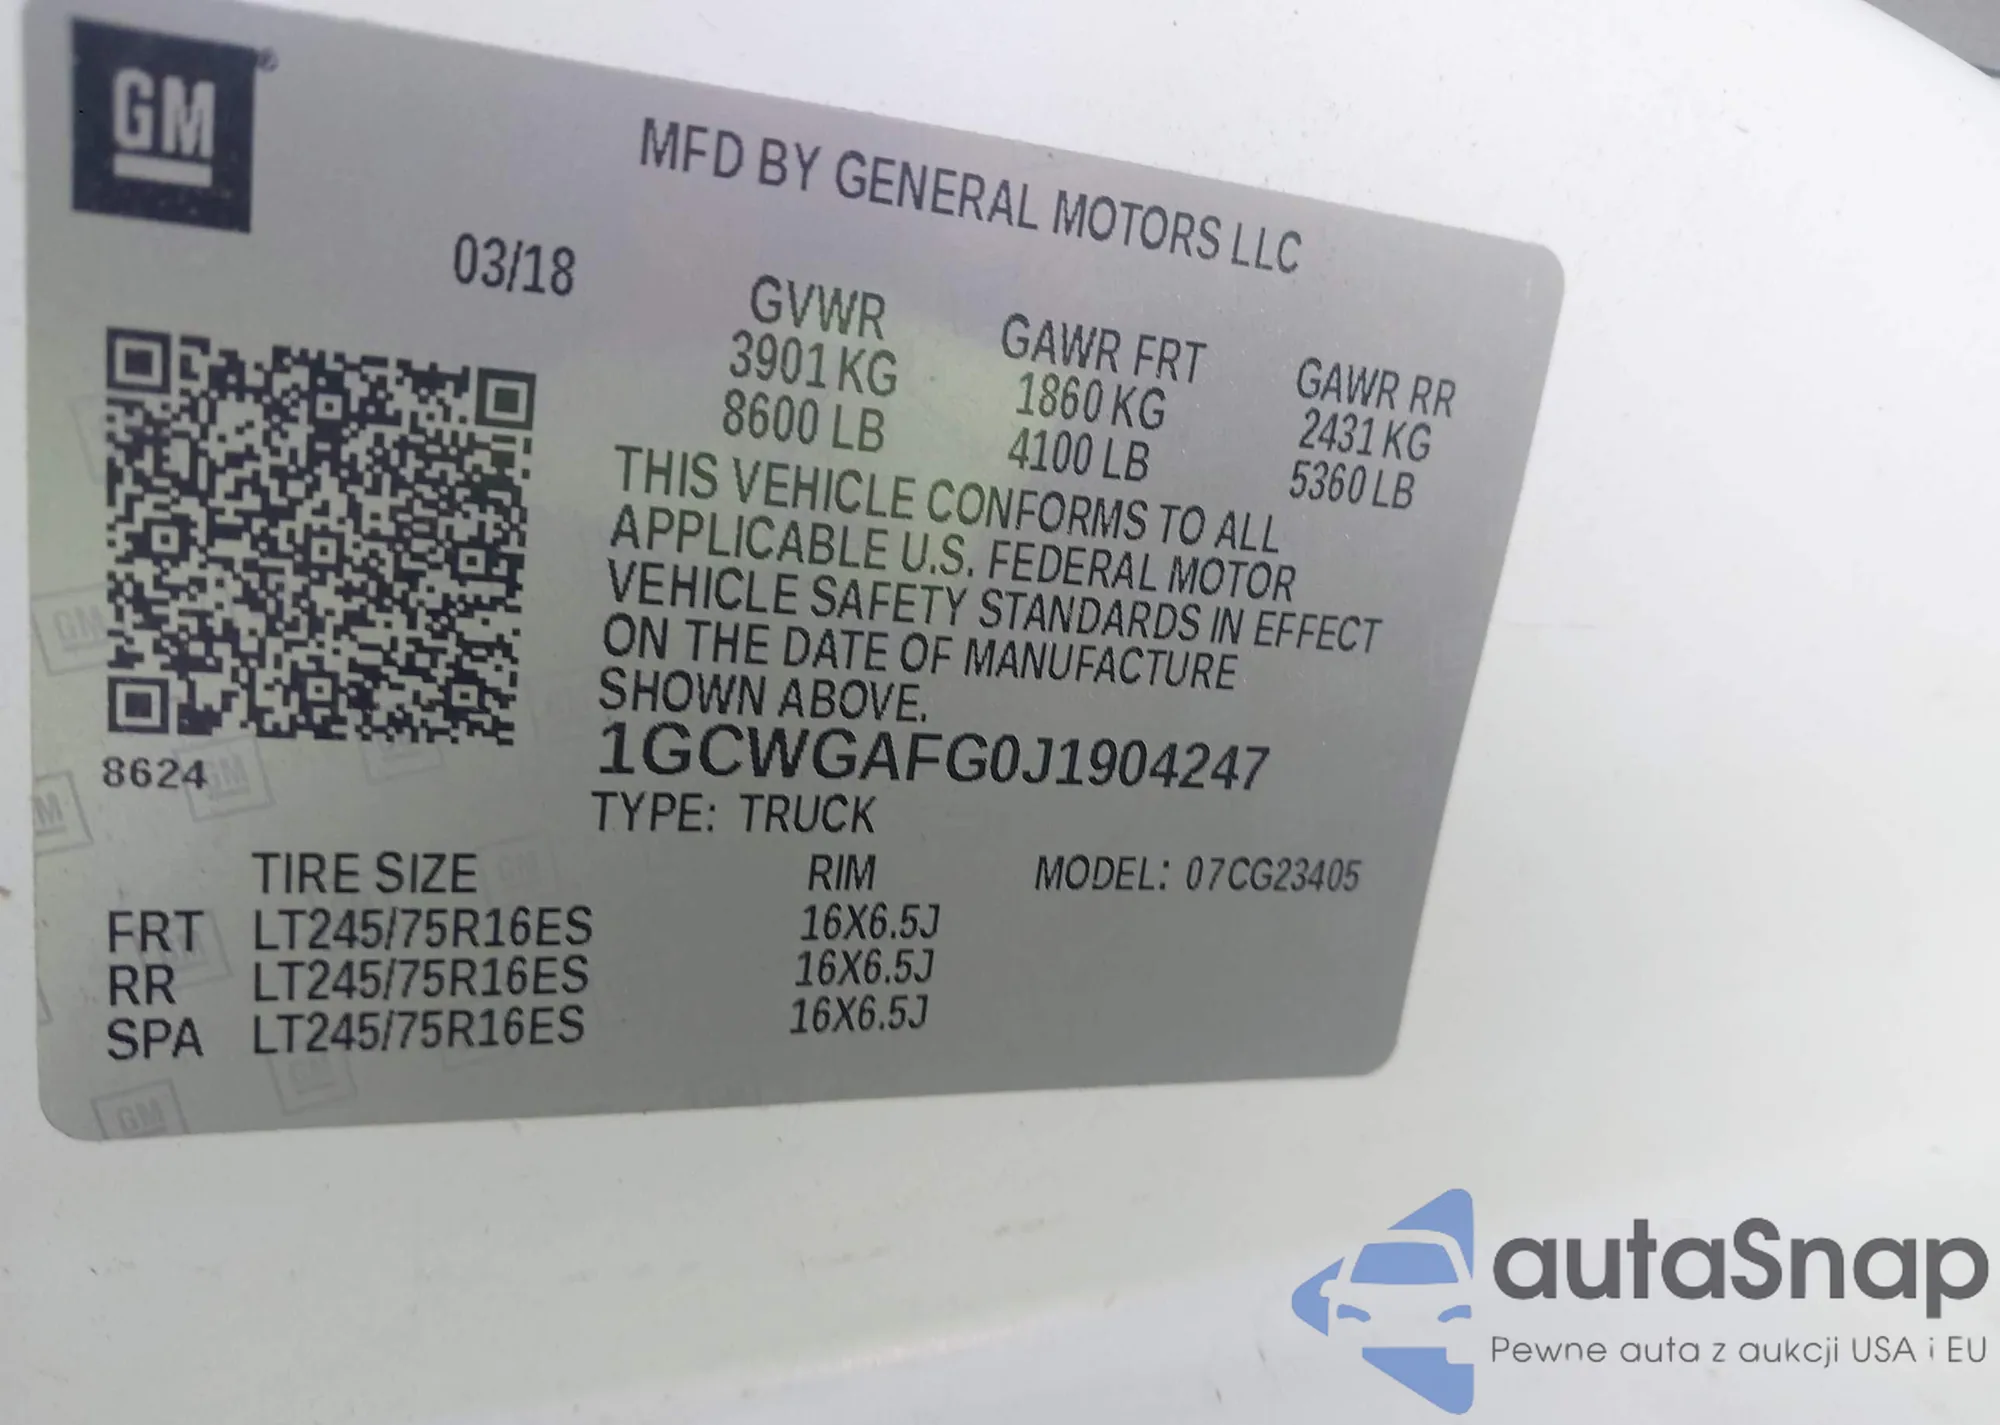 GM
MFD BY GENERAL MOTORS LLC
03/18
GVWR GAWR FRT GAWR RR
3901 KG 1860 KG 2431 KG
8600 LB 4100 LB 5360 LB
THIS VEHICLE CONFORMS TO ALL
APPLICABLE U.S. FEDERAL MOTOR
VEHICLE SAFETY STANDARDS IN EFFECT
ON THE DATE OF MANUFACTURE
SHOWN ABOVE.
1GCWGAFG0J1904247
8624
TYPE: TRUCK
TIRE SIZE RIM MODEL: 07CG23405
FRT LT245/75R16ES 16X6.5J
RR LT245/75R16ES 16X6.5J
SPA LT245/75R16ES 16X6.5J
autaSnap
Pewne auta z aukcji USA i EU